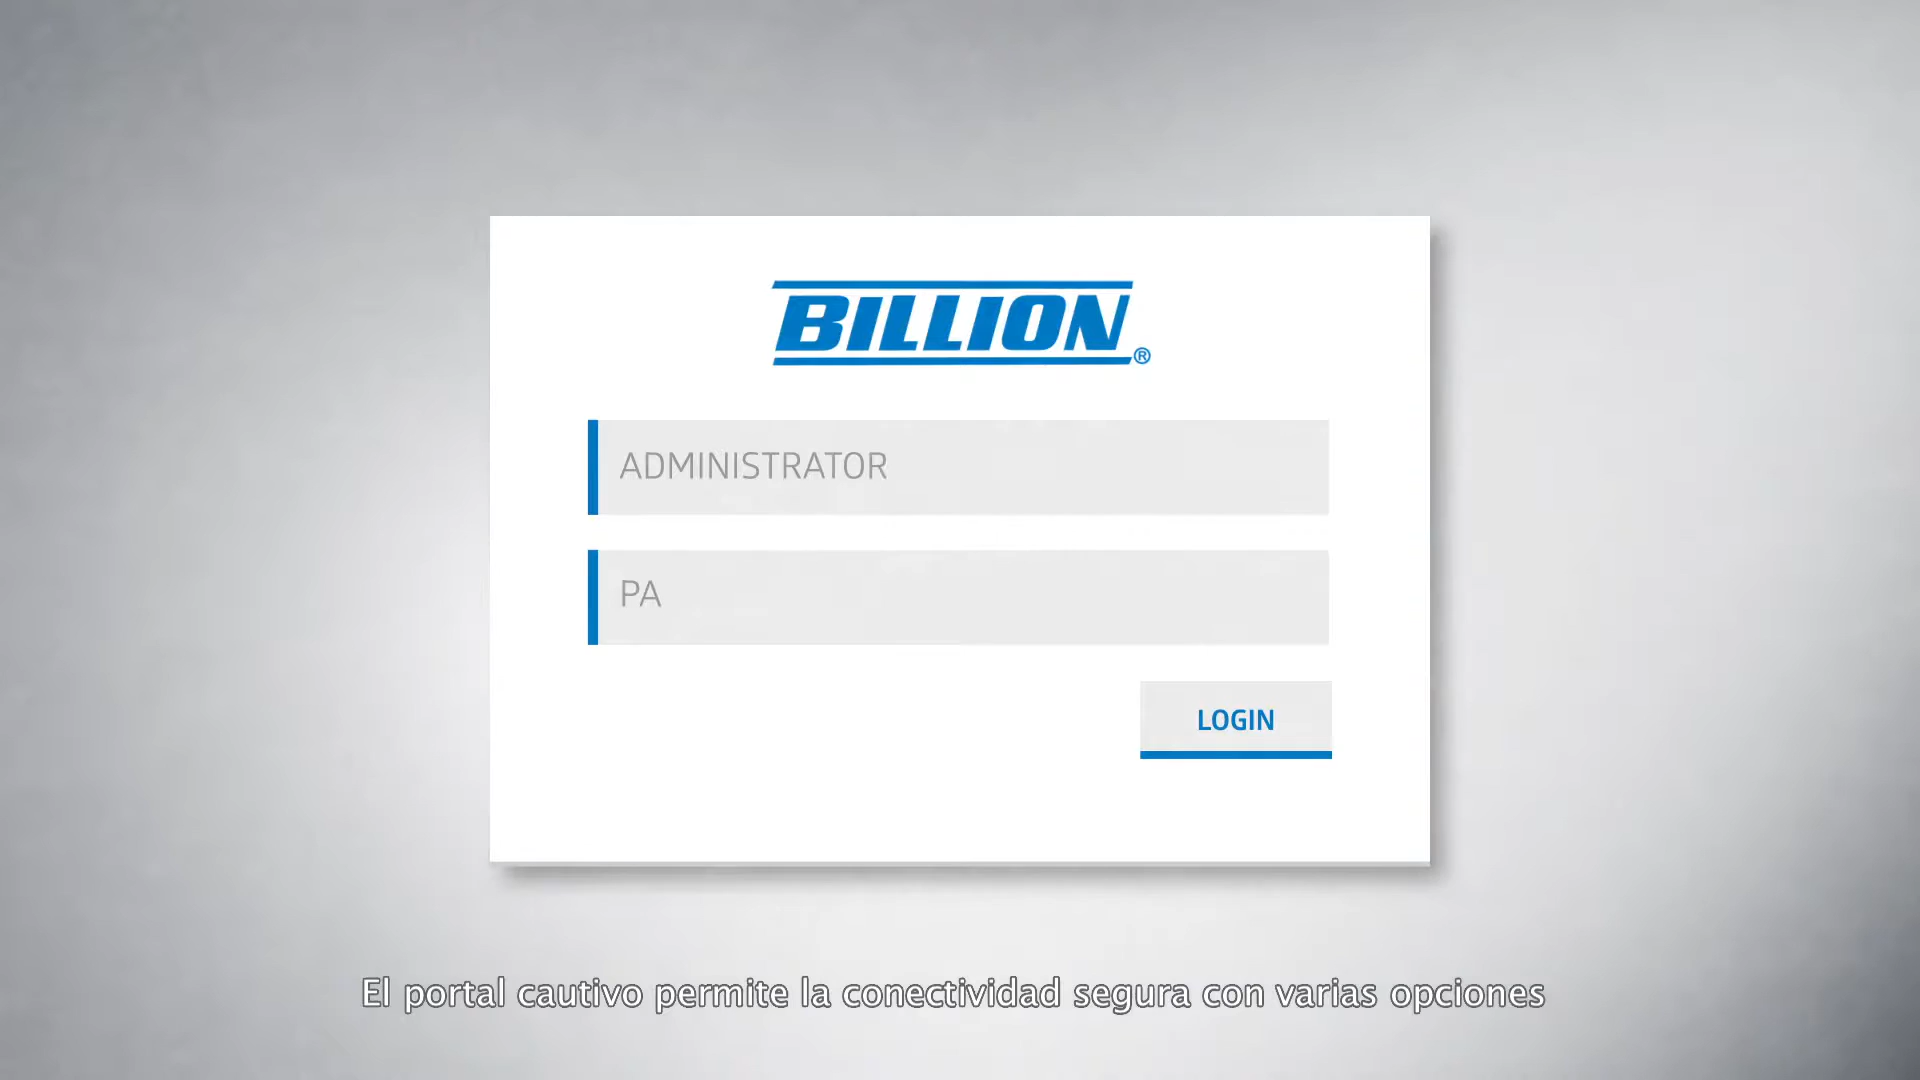 BILLION®
ADMINISTRATOR
PA
LOGIN
El portal cautivo permite la conectividad segura con varias opciones